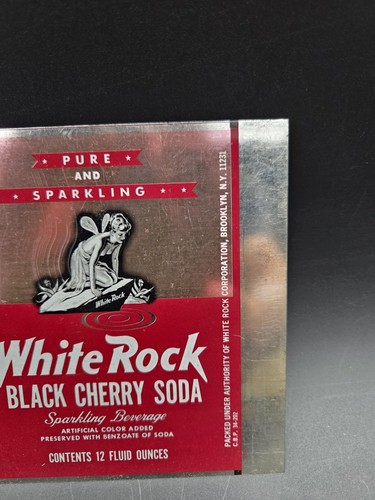 ★ PURE ★
AND
★ ★ SPARKLING ★ ★
White Rock
White Rock
BLACK CHERRY SODA
Sparkling Beverage
ARTIFICIAL COLOR ADDED
PRESERVED WITH BENZOATE OF SODA
CONTENTS 12 FLUID OUNCES
PACKED UNDER AUTHORITY OF WHITE ROCK CORPORATION, BROOKLYN, N.Y. 11231